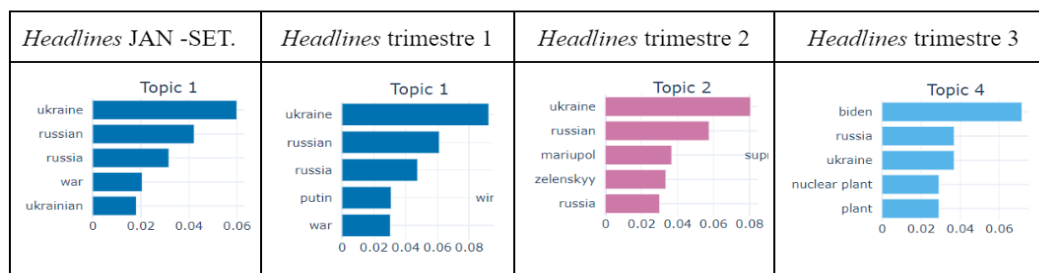 Headlines JAN -SET.
Headlines trimestre 1
Headlines trimestre 2
Headlines trimestre 3
Topic 1
ukraine
russian
russia
war
ukrainian
0 0.02 0.04 0.06
Topic 1
ukraine
russian
russia
putin
war
wir
0 0.02 0.04 0.06 0.08
Topic 2
ukraine
russian
mariupol
zelenskyy
russia
0 0.02 0.04 0.06 0.08
Topic 4
biden
russia
ukraine
nuclear plant
plant
0 0.02 0.04 0.06